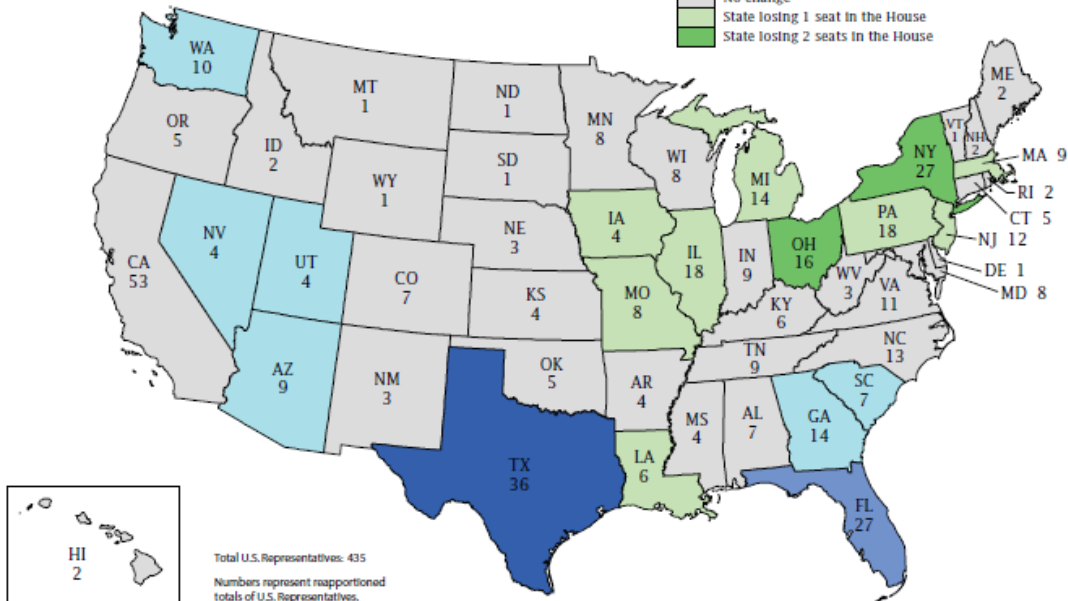 No change
State losing 1 seat in the House
State losing 2 seats in the House
WA
10
MT
1
ND
1
MN
8
ME
2
OR
5
ID
2
SD
1
WI
8
VT
1
NH
2
NY
27
MA 9
WY
1
MI
14
RI 2
CT 5
IA
4
PA
18
NJ 12
NE
3
NV
4
UT
4
CA
53
CO
7
IL
18
IN
9
OH
16
DE 1
WV
3
VA
11
MD 8
KS
4
MO
8
KY
6
NC
13
TN
9
AZ
9
NM
3
OK
5
AR
4
SC
7
MS
4
AL
7
GA
14
TX
36
LA
6
FL
27
HI
2
Total U.S. Representatives: 435
Numbers represent reapportioned
totals of U.S. Representatives.